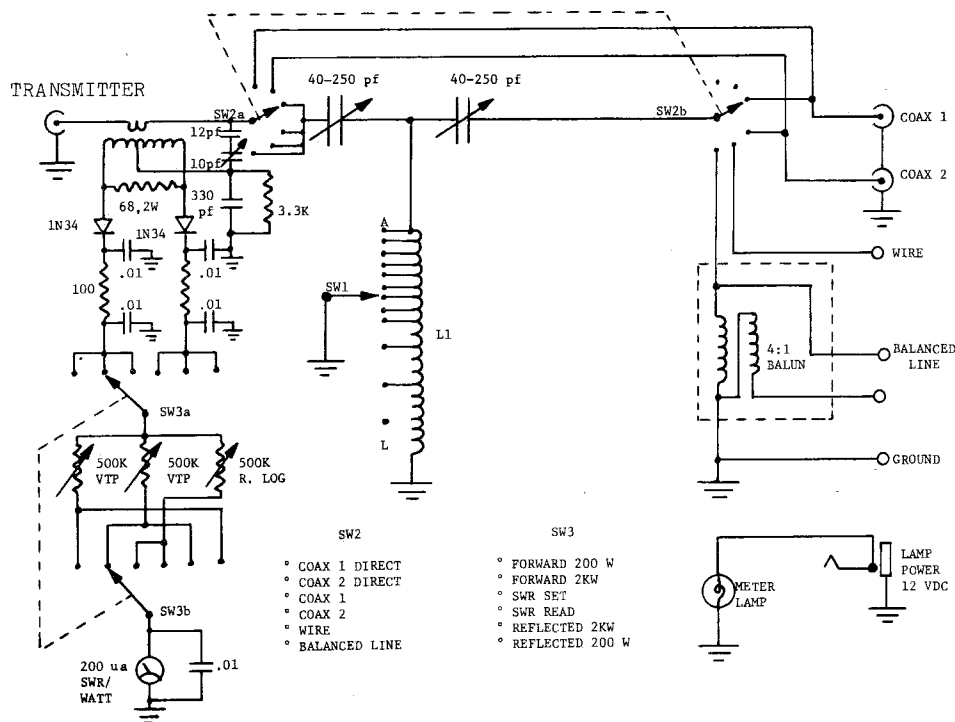 TRANSMITTER
SW2a
40-250 pf
40-250 pf
SW2b
COAX 1
12pf
10pf
COAX 2
68,2W
330
pf
3.3K
1N34
1N34
A
WIRE
.01
.01
100
SW1
.01
.01
L1
4:1
BALUN
BALANCED
LINE
SW3a
L
500K
VTP
500K
VTP
500K
R. LOG
GROUND
SW2
° COAX 1 DIRECT
° COAX 2 DIRECT
° COAX 1
° COAX 2
° WIRE
° BALANCED LINE
SW3
° FORWARD 200 W
° FORWARD 2KW
° SWR SET
° SWR READ
° REFLECTED 2KW
° REFLECTED 200 W
METER
LAMP
LAMP
POWER
12 VDC
SW3b
200 ua
SWR/
WATT
.01